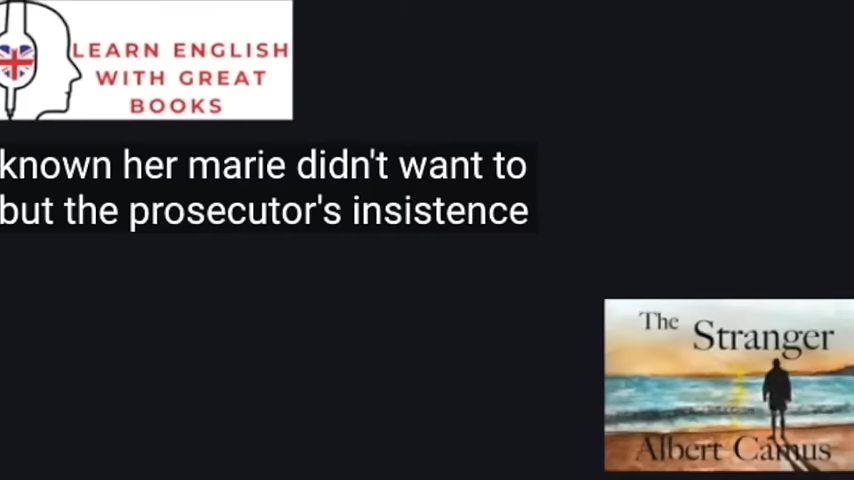 LEARN ENGLISH
WITH GREAT
BOOKS
known her marie didn't want to
but the prosecutor's insistence
The Stranger
Albert Camus